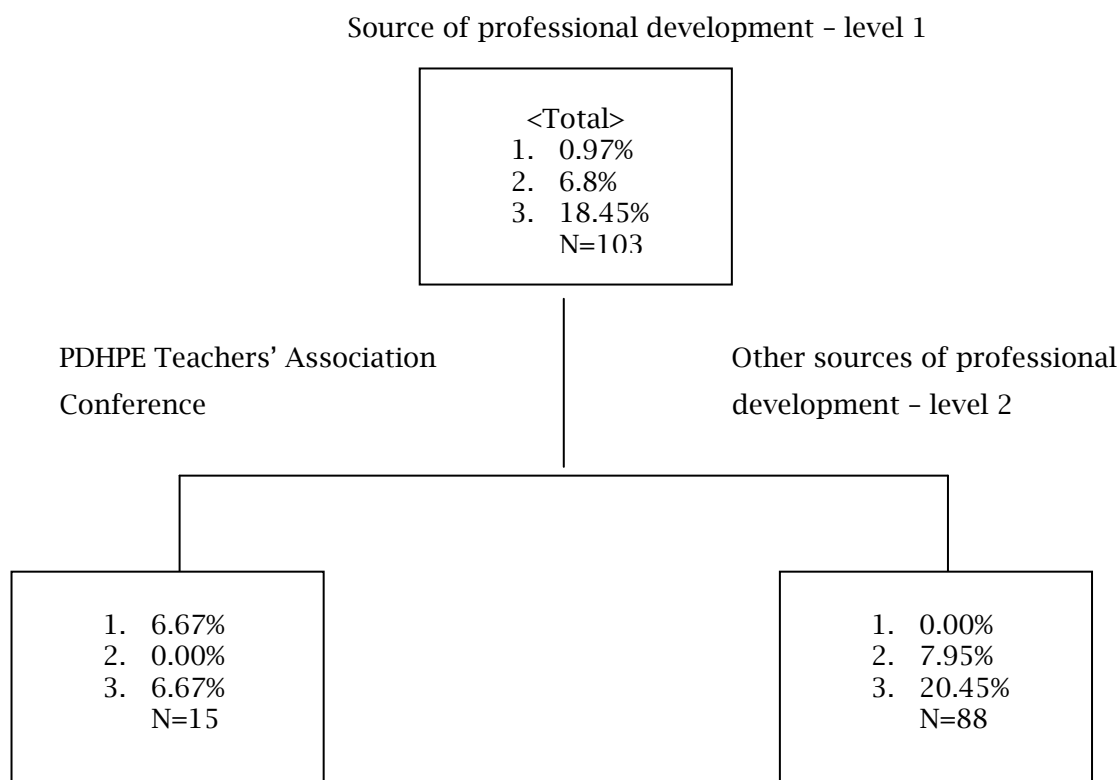 Source of professional development – level 1
<Total>
1. 0.97%
2. 6.8%
3. 18.45%
N=103
PDHPE Teachers’ Association
Conference
Other sources of professional
development – level 2
1. 6.67%
2. 0.00%
3. 6.67%
N=15
1. 0.00%
2. 7.95%
3. 20.45%
N=88